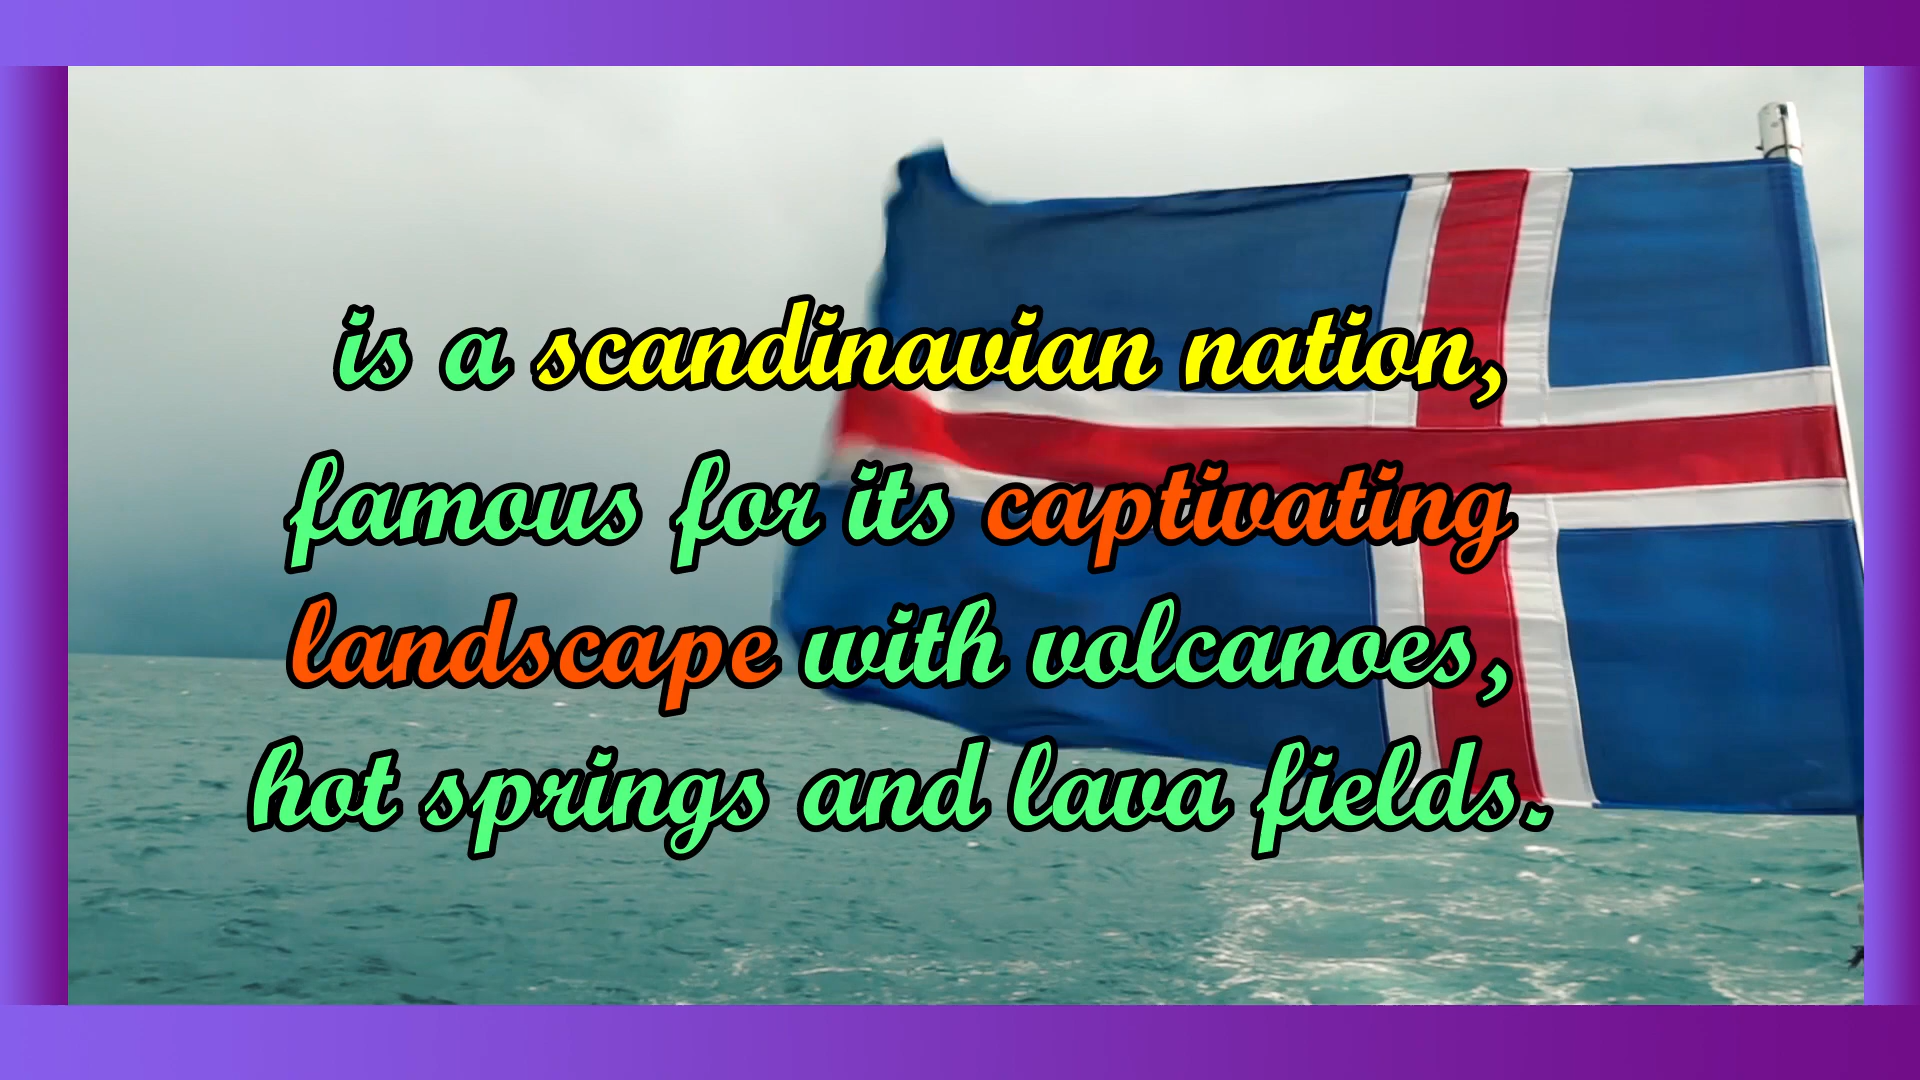 is a scandinavian nation,
famous for its captivating
landscape with volcanoes,
hot springs and lava fields.